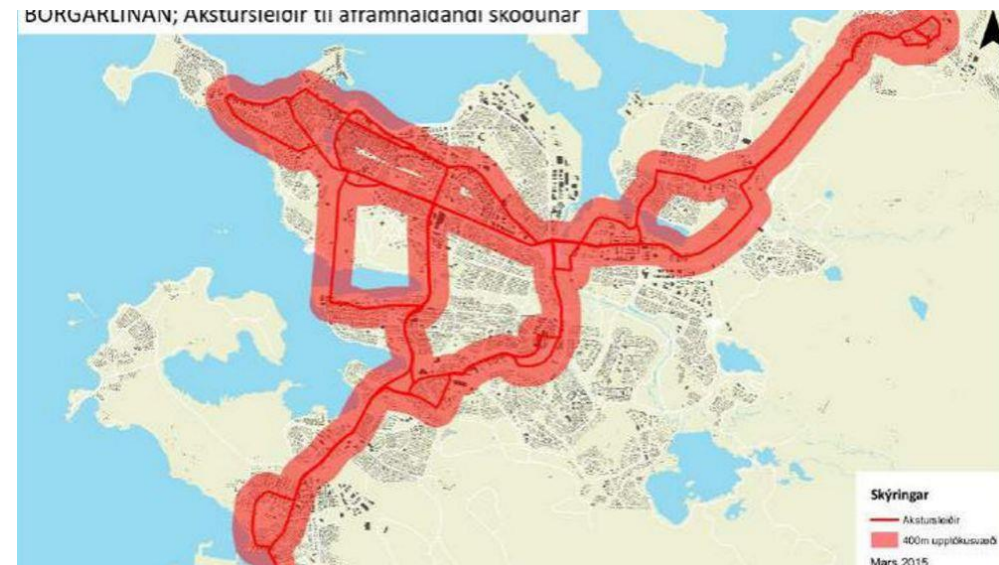 BORGARLÍNAN; Akstursleiðir til áframhaldandi skoðunar
Skýringar
Akstursleiðir
400m upptökusvæði
Mars 2015